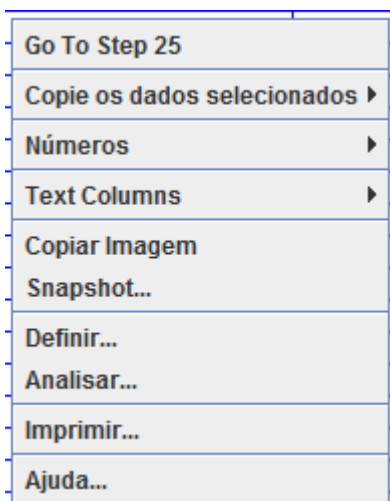 Go To Step 25
Copie os dados selecionados
Números
Text Columns
Copiar Imagem
Snapshot...
Definir...
Analisar...
Imprimir...
Ajuda...